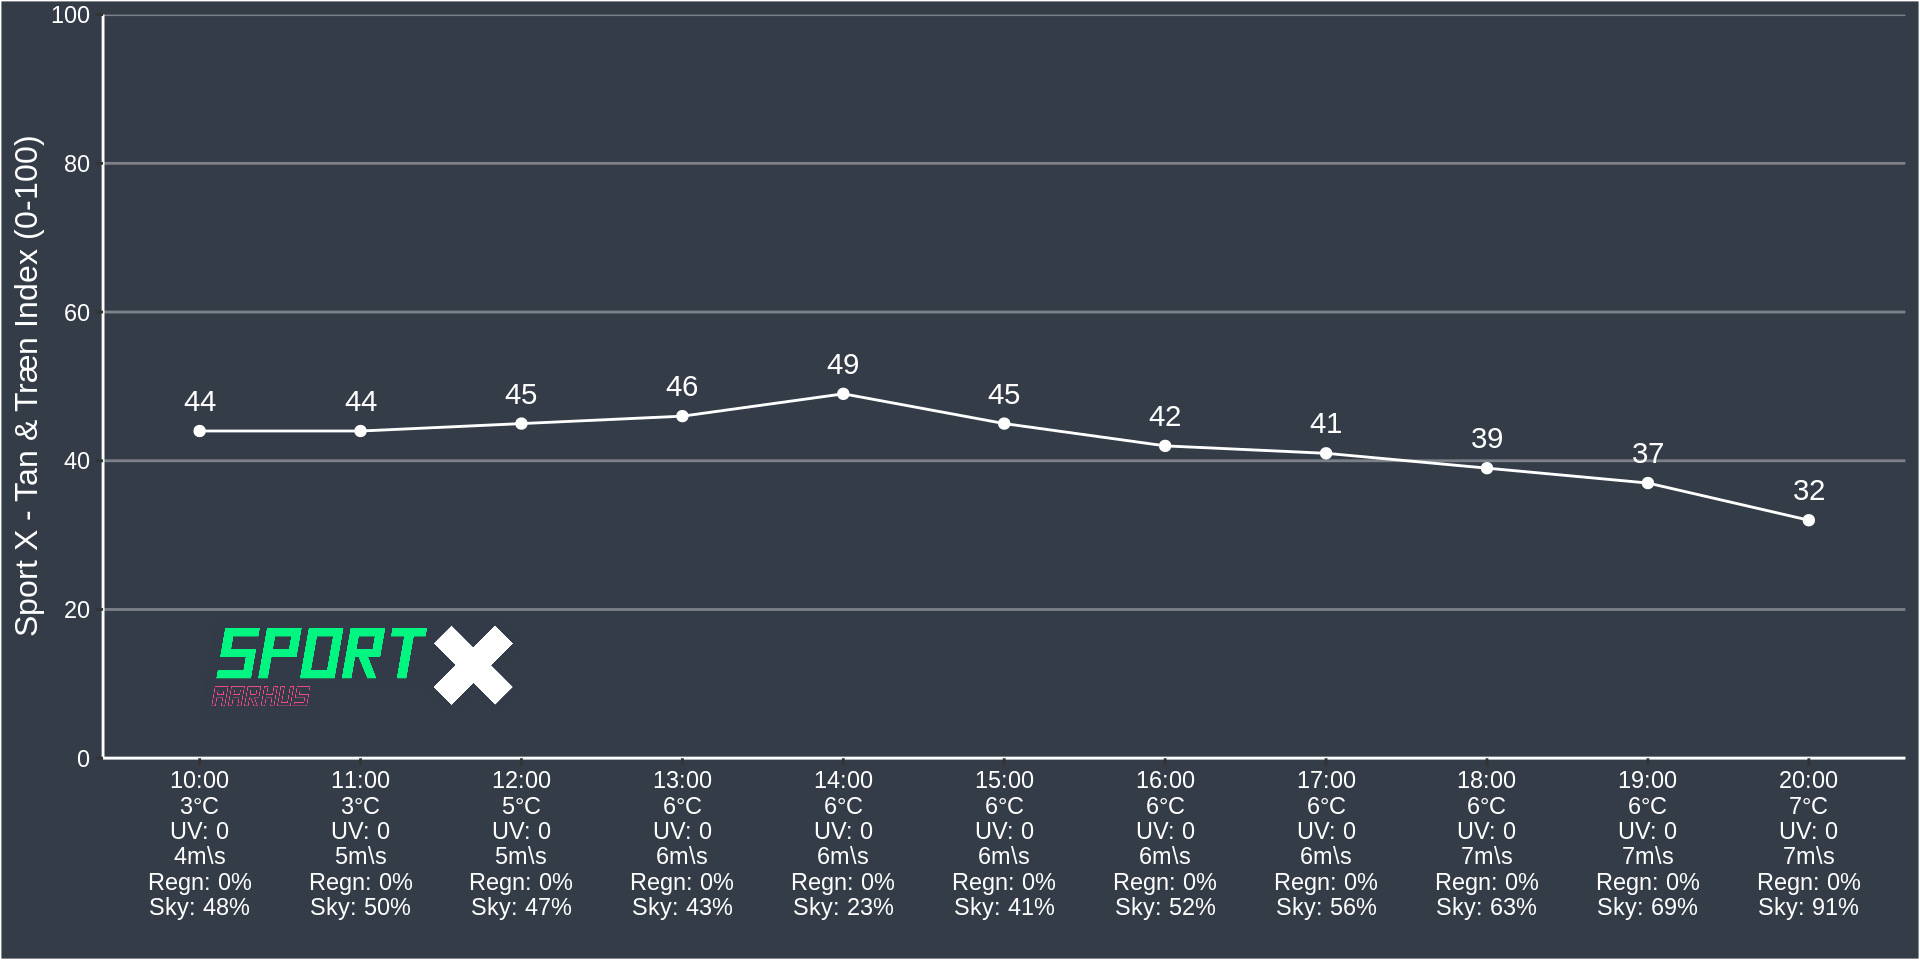 Sport X - Tan & Træn Index (0-100)
100
80
60
40
20
0
44 44 45 46 49 45 42 41 39 37 32
SPORT X
AARHUS
10:00 11:00 12:00 13:00 14:00 15:00 16:00 17:00 18:00 19:00 20:00
3°C 3°C 5°C 6°C 6°C 6°C 6°C 6°C 6°C 6°C 7°C
UV: 0 UV: 0 UV: 0 UV: 0 UV: 0 UV: 0 UV: 0 UV: 0 UV: 0 UV: 0 UV: 0
4m\s 5m\s 5m\s 6m\s 6m\s 6m\s 6m\s 6m\s 7m\s 7m\s 7m\s
Regn: 0% Regn: 0% Regn: 0% Regn: 0% Regn: 0% Regn: 0% Regn: 0% Regn: 0% Regn: 0% Regn: 0% Regn: 0%
Sky: 48% Sky: 50% Sky: 47% Sky: 43% Sky: 23% Sky: 41% Sky: 52% Sky: 56% Sky: 63% Sky: 69% Sky: 91%